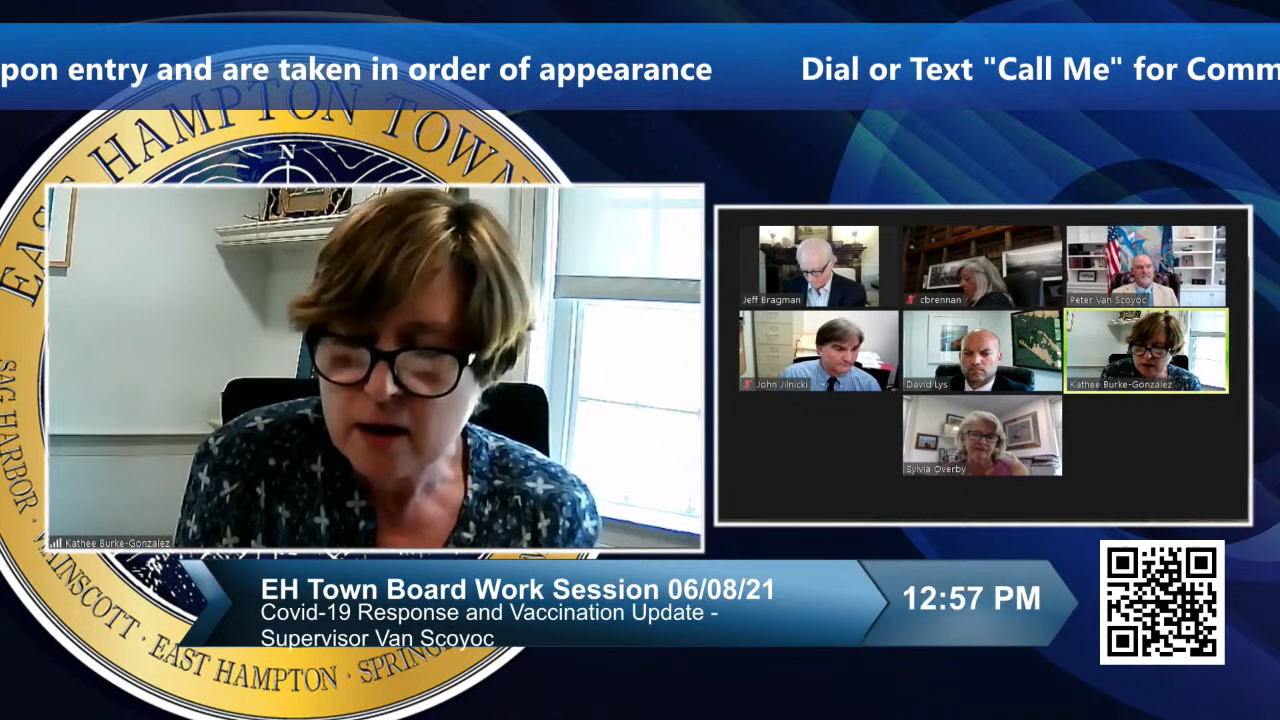 pon entry and are taken in order of appearance Dial or Text "Call Me" for Comm
EAST HAMPTON TOWN
N
Jeff Bragman
cbrennan
Peter Van Scoyoc
John Jilnicki
David Lys
Kathee Burke-Gonzalez
Sylvia Overby
Kathee Burke-Gonzalez
SAG HARBOR · WAINSCOTT · EAST HAMPTON · SPRING
EH Town Board Work Session 06/08/21
Covid-19 Response and Vaccination Update -
Supervisor Van Scoyoc
12:57 PM